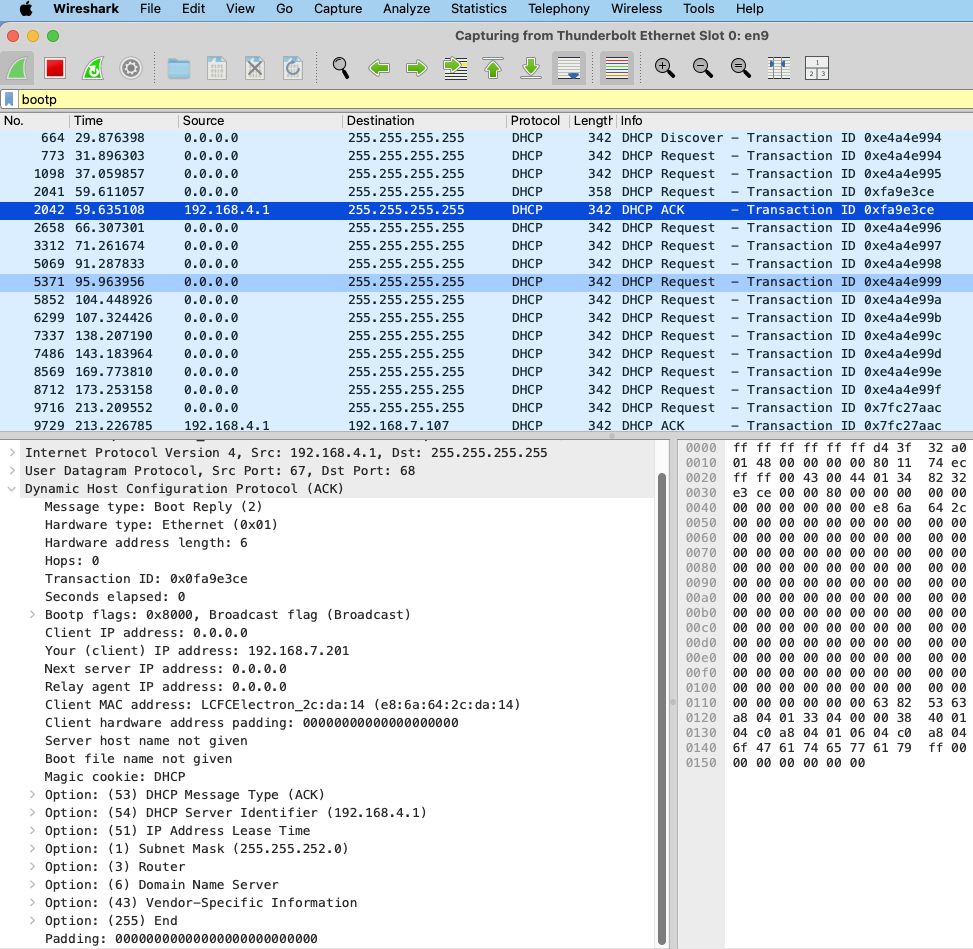 Wireshark File Edit View Go Capture Analyze Statistics Telephony Wireless Tools Help
Capturing from Thunderbolt Ethernet Slot 0: en9
1
2 3
bootp
No. Time Source Destination Protocol Length Info
664 29.876398 0.0.0.0 255.255.255.255 DHCP 342 DHCP Discover – Transaction ID 0xe4a4e994
773 31.896303 0.0.0.0 255.255.255.255 DHCP 342 DHCP Request – Transaction ID 0xe4a4e994
1098 37.059857 0.0.0.0 255.255.255.255 DHCP 342 DHCP Request – Transaction ID 0xe4a4e995
2041 59.611057 0.0.0.0 255.255.255.255 DHCP 358 DHCP Request – Transaction ID 0xfa9e3ce
2042 59.635108 192.168.4.1 255.255.255.255 DHCP 342 DHCP ACK – Transaction ID 0xfa9e3ce
2658 66.307301 0.0.0.0 255.255.255.255 DHCP 342 DHCP Request – Transaction ID 0xe4a4e996
3312 71.261674 0.0.0.0 255.255.255.255 DHCP 342 DHCP Request – Transaction ID 0xe4a4e997
5069 91.287833 0.0.0.0 255.255.255.255 DHCP 342 DHCP Request – Transaction ID 0xe4a4e998
5371 95.963956 0.0.0.0 255.255.255.255 DHCP 342 DHCP Request – Transaction ID 0xe4a4e999
5852 104.448926 0.0.0.0 255.255.255.255 DHCP 342 DHCP Request – Transaction ID 0xe4a4e99a
6299 107.324426 0.0.0.0 255.255.255.255 DHCP 342 DHCP Request – Transaction ID 0xe4a4e99b
7337 138.207190 0.0.0.0 255.255.255.255 DHCP 342 DHCP Request – Transaction ID 0xe4a4e99c
7486 143.183964 0.0.0.0 255.255.255.255 DHCP 342 DHCP Request – Transaction ID 0xe4a4e99d
8569 169.773810 0.0.0.0 255.255.255.255 DHCP 342 DHCP Request – Transaction ID 0xe4a4e99e
8712 173.253158 0.0.0.0 255.255.255.255 DHCP 342 DHCP Request – Transaction ID 0xe4a4e99f
9716 213.209552 0.0.0.0 255.255.255.255 DHCP 342 DHCP Request – Transaction ID 0x7fc27aac
9729 213.226785 192.168.4.1 192.168.7.107 DHCP 342 DHCP ACK – Transaction ID 0x7fc27aac
Internet Protocol Version 4, Src: 192.168.4.1, Dst: 255.255.255.255
User Datagram Protocol, Src Port: 67, Dst Port: 68
Dynamic Host Configuration Protocol (ACK)
Message type: Boot Reply (2)
Hardware type: Ethernet (0x01)
Hardware address length: 6
Hops: 0
Transaction ID: 0x0fa9e3ce
Seconds elapsed: 0
Bootp flags: 0x8000, Broadcast flag (Broadcast)
Client IP address: 0.0.0.0
Your (client) IP address: 192.168.7.201
Next server IP address: 0.0.0.0
Relay agent IP address: 0.0.0.0
Client MAC address: LCFCElectron_2c:da:14 (e8:6a:64:2c:da:14)
Client hardware address padding: 00000000000000000000
Server host name not given
Boot file name not given
Magic cookie: DHCP
Option: (53) DHCP Message Type (ACK)
Option: (54) DHCP Server Identifier (192.168.4.1)
Option: (51) IP Address Lease Time
Option: (1) Subnet Mask (255.255.252.0)
Option: (3) Router
Option: (6) Domain Name Server
Option: (43) Vendor-Specific Information
Option: (255) End
Padding: 00000000000000000000000000
0000 ff ff ff ff ff ff d4 3f 32 a0
0010 01 48 00 00 00 00 80 11 74 ec
0020 ff ff 00 43 00 44 01 34 82 32
0030 e3 ce 00 00 80 00 00 00 00 00
0040 00 00 00 00 00 00 e8 6a 64 2c
0050 00 00 00 00 00 00 00 00 00 00
0060 00 00 00 00 00 00 00 00 00 00
0070 00 00 00 00 00 00 00 00 00 00
0080 00 00 00 00 00 00 00 00 00 00
0090 00 00 00 00 00 00 00 00 00 00
00a0 00 00 00 00 00 00 00 00 00 00
00b0 00 00 00 00 00 00 00 00 00 00
00c0 00 00 00 00 00 00 00 00 00 00
00d0 00 00 00 00 00 00 00 00 00 00
00e0 00 00 00 00 00 00 00 00 00 00
00f0 00 00 00 00 00 00 00 00 00 00
0100 00 00 00 00 00 00 00 00 00 00
0110 00 00 00 00 00 00 63 82 53 63
0120 a8 04 01 33 04 00 00 38 40 01
0130 04 c0 a8 04 01 06 04 c0 a8 04
0140 6f 47 61 74 65 77 61 79 ff 00
0150 00 00 00 00 00 00